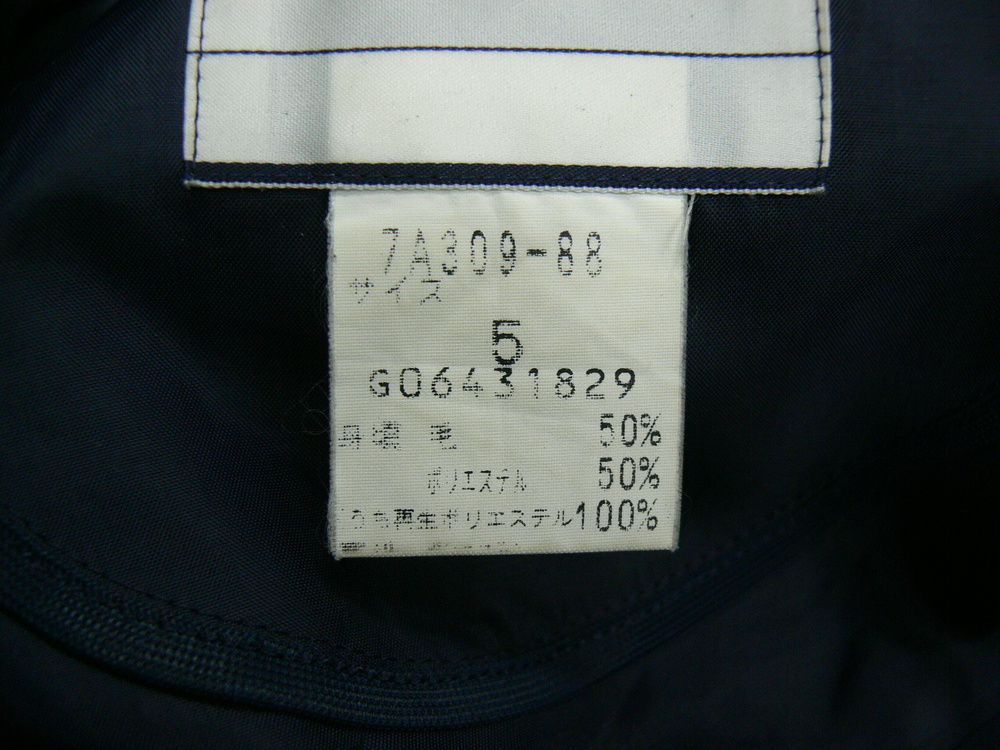 7A309-88
サイズ
5
G06431829
身頃 毛 50%
ポリエステル 50%
うち再生ポリエステル100%